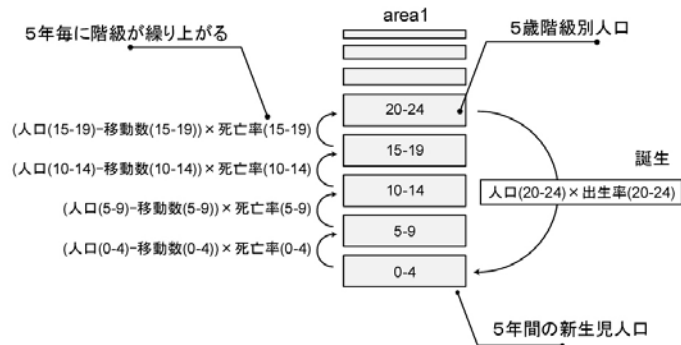 area1
5年毎に階級が繰り上がる
5歳階級別人口
20-24
(人口(15-19)-移動数(15-19))×死亡率(15-19)
15-19
誕生
(人口(10-14)-移動数(10-14))×死亡率(10-14)
10-14
人口(20-24)×出生率(20-24)
(人口(5-9)-移動数(5-9))×死亡率(5-9)
5-9
(人口(0-4)-移動数(0-4))×死亡率(0-4)
0-4
5年間の新生児人口